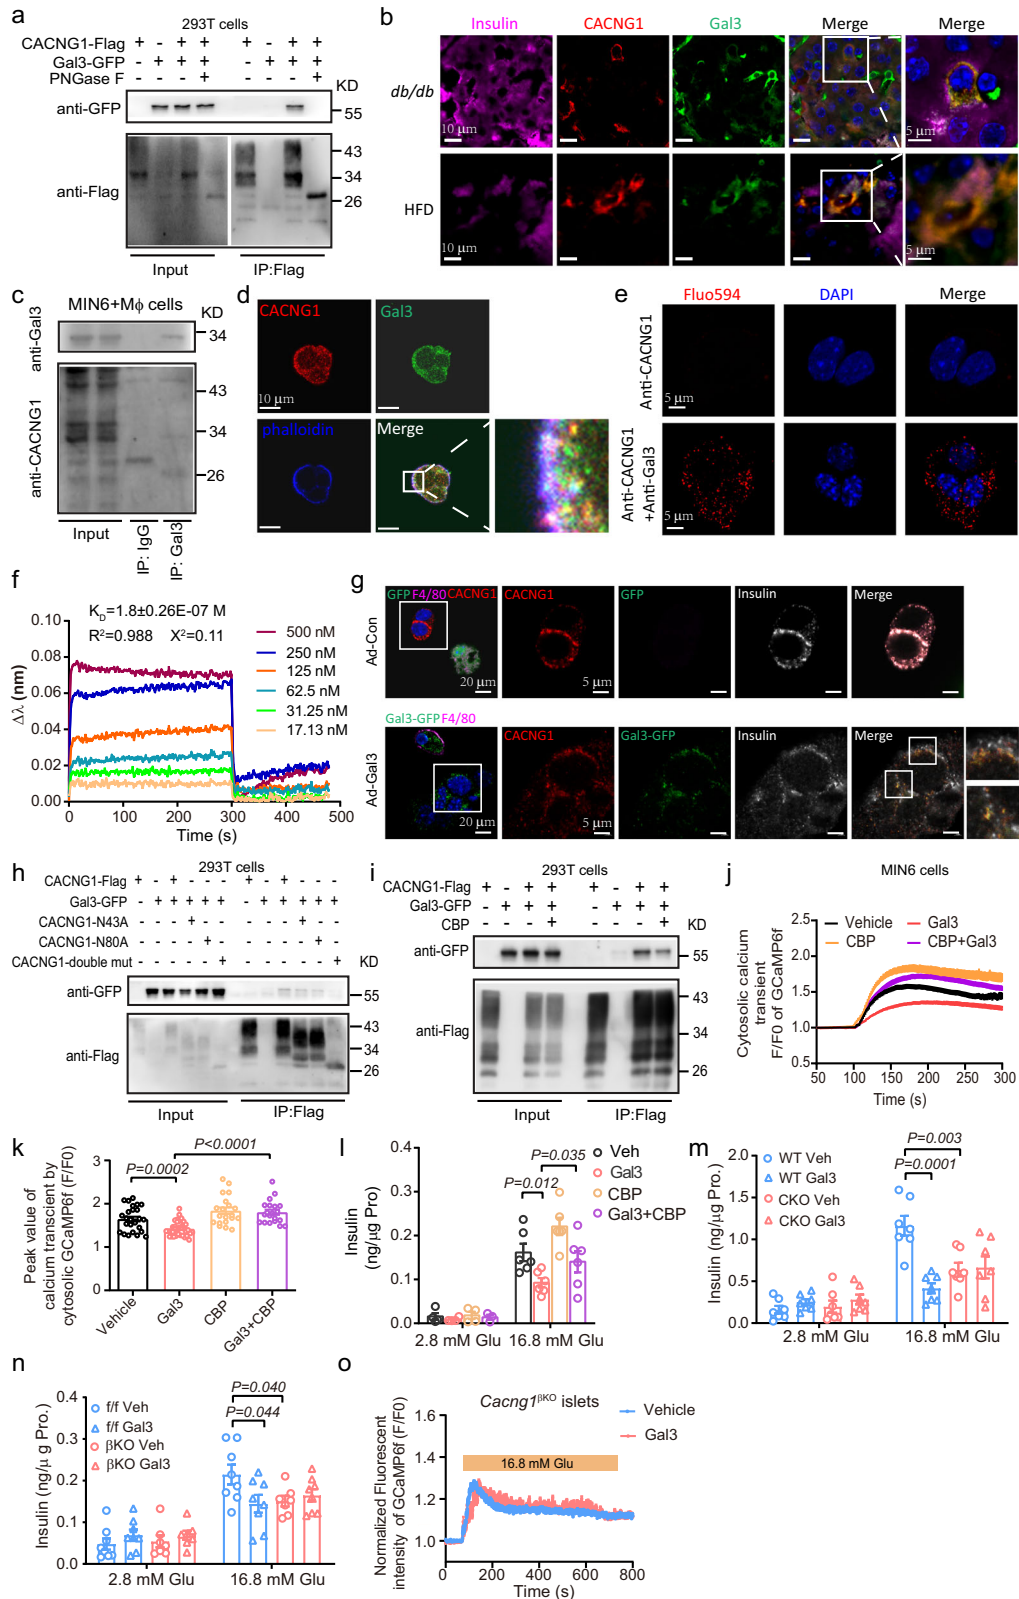 a
293T cells
CACNG1-Flag + - + + + - + +
Gal3-GFP - + + + - + + +
PNGase F + +
KD
anti-GFP
55
anti-Flag
43
34
26
Input
IP:Flag
b
Insulin CACNG1 Gal3 Merge Merge
db/db
10 μm
5 μm
HFD
10 μm
5 μm
c
MIN6+Mϕ cells
KD
anti-Gal3
34
anti-CACNG1
43
34
26
Input
IP: IgG
IP: Gal3
d
CACNG1
Gal3
10 μm
phalloidin
Merge
e
Fluo594 DAPI Merge
Anti-CACNG1
5 μm
Anti-CACNG1
+Anti-Gal3
5 μm
f
K_D=1.8±0.26E-07 M
R²=0.988 X²=0.11
0.10
0.08
0.06
0.04
0.02
0.00
Δλ (nm)
500 nM
250 nM
125 nM
62.5 nM
31.25 nM
17.13 nM
0 100 200 300 400 500
Time (s)
g
Ad-Con
GFP F4/80 CACNG1
CACNG1
GFP
Insulin
Merge
20 μm
5 μm
Ad-Gal3
Gal3-GFP F4/80
CACNG1
Gal3-GFP
Insulin
Merge
20 μm
5 μm
h
293T cells
CACNG1-Flag + - + - - - + - + - - -
Gal3-GFP - + + + + + - + + + + +
CACNG1-N43A - - - + - - - - - + - -
CACNG1-N80A - - - - + - - - - - + -
CACNG1-double mut - - - - - + - - - - - +
KD
anti-GFP
55
anti-Flag
43
34
26
Input
IP:Flag
i
293T cells
CACNG1-Flag + - + + + - + +
Gal3-GFP - + + + - + + +
CBP - - - + - - - +
KD
anti-GFP
55
anti-Flag
43
34
26
Input
IP:Flag
j
MIN6 cells
Vehicle
Gal3
CBP
CBP+Gal3
Cytosolic calcium
transient
F/F0 of GCaMP6f
2.5
2.0
1.5
1.0
0.5
50 100 150 200 250 300
Time (s)
k
P<0.0001
P=0.0002
Peak value of
calcium transient by
cytosolic GCaMP6f (F/F0)
3
2
1
0
Vehicle
Gal3
CBP
Gal3+CBP
l
Insulin
(ng/μg Pro)
0.4
0.3
0.2
0.1
0.0
Veh
Gal3
CBP
Gal3+CBP
P=0.035
P=0.012
2.8 mM Glu
16.8 mM Glu
m
Insulin (ng/μg Pro.)
2.0
1.5
1.0
0.5
0.0
WT Veh
WT Gal3
CKO Veh
CKO Gal3
P=0.003
P=0.0001
2.8 mM Glu
16.8 mM Glu
n
Insulin (ng/μ g Pro.)
0.4
0.3
0.2
0.1
0.0
f/f Veh
f/f Gal3
βKO Veh
βKO Gal3
P=0.040
P=0.044
2.8 mM Glu
16.8 mM Glu
o
Cacng1βKO islets
Vehicle
Gal3
16.8 mM Glu
Normalized Fluorescent
intensity of GCaMP6f (F/F0)
1.6
1.4
1.2
1.0
0 200 400 600 800
Time (s)